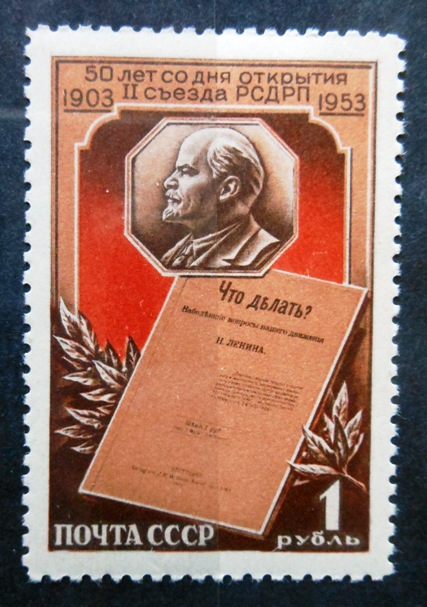 50 лет со дня открытия
1903 II съезда РСДРП 1953
Что дѣлать?
Наболѣвшіе вопросы нашего движенія
Н. ЛЕНИНА.
ПОЧТА СССР
1
рубль